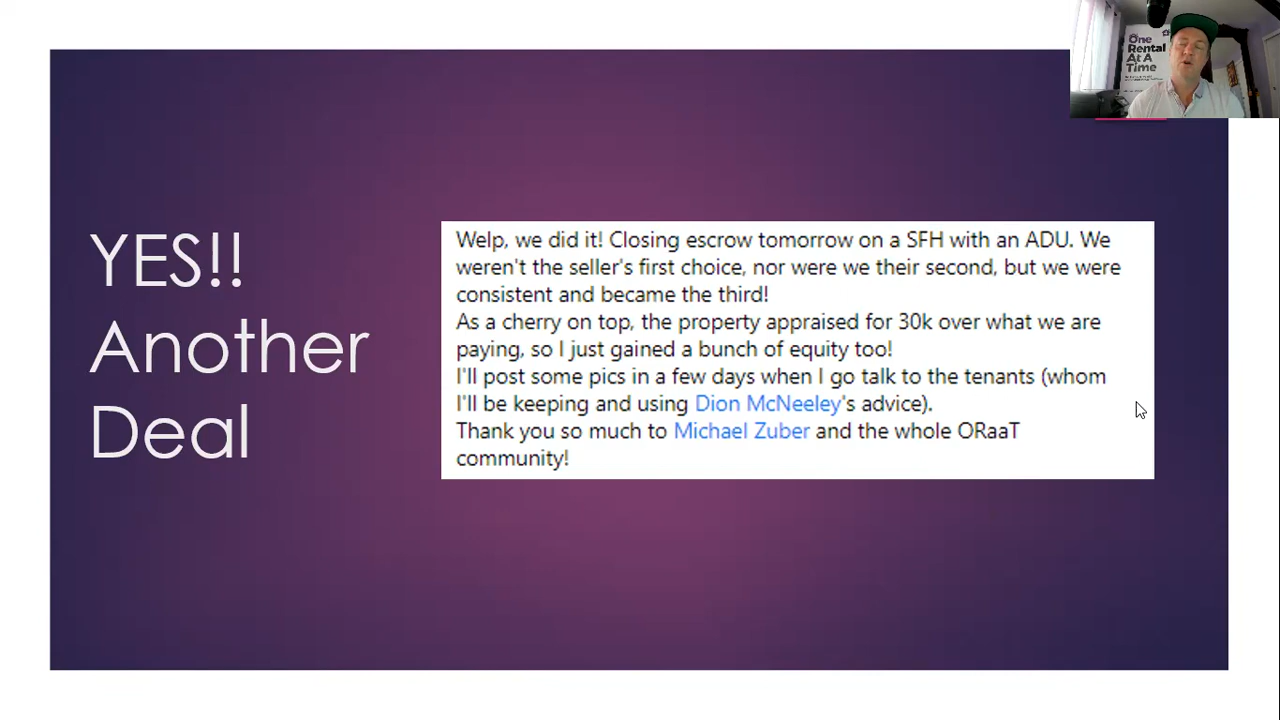 One
Rental
At A
Time
YES!!
Another
Deal
Welp, we did it! Closing escrow tomorrow on a SFH with an ADU. We
weren't the seller's first choice, nor were we their second, but we were
consistent and became the third!
As a cherry on top, the property appraised for 30k over what we are
paying, so I just gained a bunch of equity too!
I'll post some pics in a few days when I go talk to the tenants (whom
I'll be keeping and using Dion McNeeley's advice).
Thank you so much to Michael Zuber and the whole ORaaT
community!